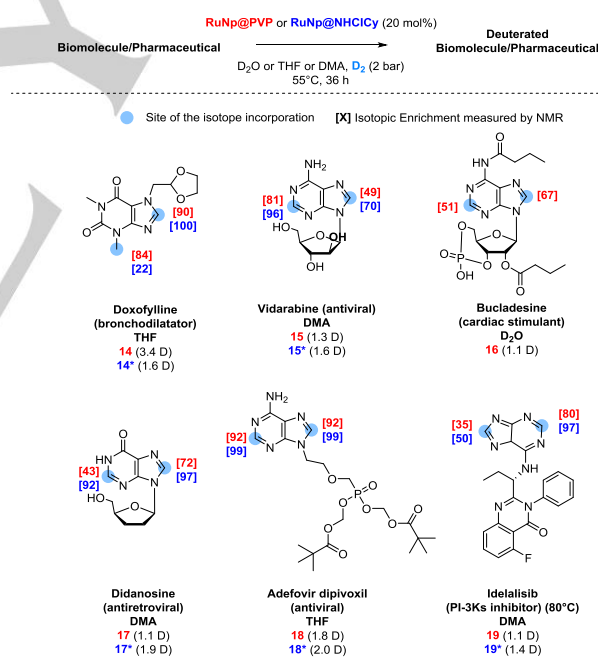 RuNp@PVP or RuNp@NHClCy (20 mol%)
Biomolecule/Pharmaceutical
Deuterated
Biomolecule/Pharmaceutical
D2O or THF or DMA, D2 (2 bar)
55°C, 36 h
Site of the isotope incorporation [X] Isotopic Enrichment measured by NMR
O
O
O
N
N
N
N
O
[90]
[100]
[84]
[22]
Doxofylline
(bronchodilatator)
THF
14 (3.4 D)
14* (1.6 D)
NH2
N
N
N
N
[81]
[96]
[49]
[70]
HO
O
OH
OH
Vidarabine (antiviral)
DMA
15 (1.3 D)
15* (1.6 D)
O
NH
N
N
N
N
[51]
[67]
O
O
O=P
O
OH
O
O
Bucladesine
(cardiac stimulant)
D2O
16 (1.1 D)
O
HN
N
N
N
[43]
[92]
[72]
[97]
HO
O
Didanosine
(antiretroviral)
DMA
17 (1.1 D)
17* (1.9 D)
NH2
N
N
N
N
[92]
[99]
[92]
[99]
O
O
P
O
O
O
O
O
O
Adefovir dipivoxil
(antiviral)
THF
18 (1.8 D)
18* (2.0 D)
N
N
N
N
[35]
[50]
[80]
[97]
NH
N
N
O
F
Idelalisib
(PI-3Ks inhibitor) (80°C)
DMA
19 (1.1 D)
19* (1.4 D)